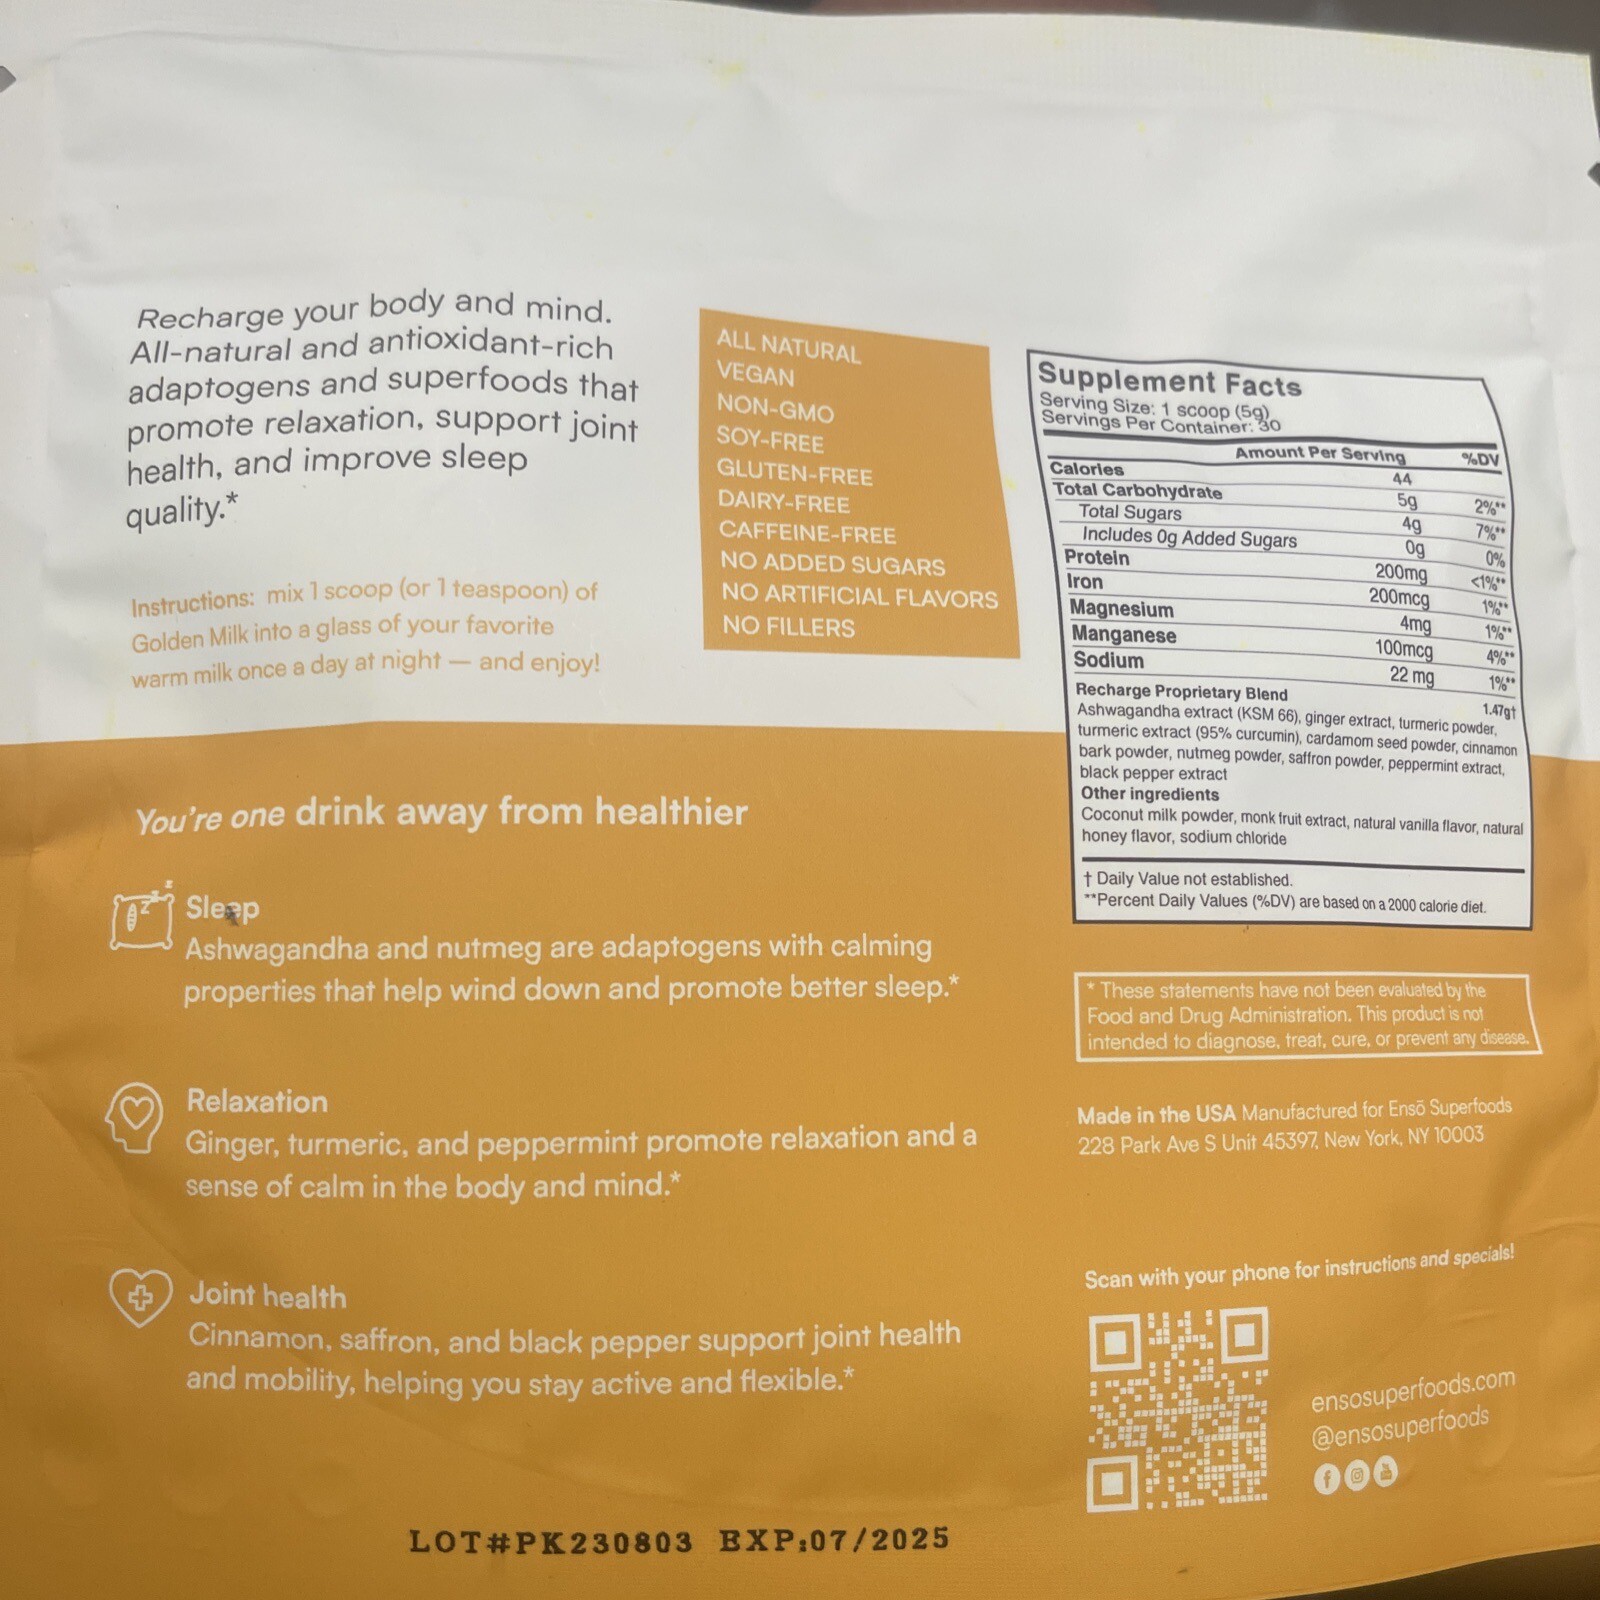 Recharge your body and mind.
All-natural and antioxidant-rich
adaptogens and superfoods that
promote relaxation, support joint
health, and improve sleep
quality.*
Instructions: mix 1 scoop (or 1 teaspoon) of
Golden Milk into a glass of your favorite
warm milk once a day at night — and enjoy!
ALL NATURAL
VEGAN
NON-GMO
SOY-FREE
GLUTEN-FREE
DAIRY-FREE
CAFFEINE-FREE
NO ADDED SUGARS
NO ARTIFICIAL FLAVORS
NO FILLERS
Supplement Facts
Serving Size: 1 scoop (5g)
Servings Per Container: 30
Amount Per Serving %DV
Calories 44
Total Carbohydrate 5g 2%**
Total Sugars 4g 7%**
Includes 0g Added Sugars 0g 0%
Protein 200mg <1%**
Iron 200mcg 1%**
Magnesium 4mg 1%**
Manganese 100mcg 4%**
Sodium 22 mg 1%**
Recharge Proprietary Blend 1.47g†
Ashwagandha extract (KSM 66), ginger extract, turmeric powder,
turmeric extract (95% curcumin), cardamom seed powder, cinnamon
bark powder, nutmeg powder, saffron powder, peppermint extract,
black pepper extract
Other ingredients
Coconut milk powder, monk fruit extract, natural vanilla flavor, natural
honey flavor, sodium chloride
† Daily Value not established.
**Percent Daily Values (%DV) are based on a 2000 calorie diet.
You're one drink away from healthier
Sleep
Ashwagandha and nutmeg are adaptogens with calming
properties that help wind down and promote better sleep.*
Relaxation
Ginger, turmeric, and peppermint promote relaxation and a
sense of calm in the body and mind.*
Joint health
Cinnamon, saffron, and black pepper support joint health
and mobility, helping you stay active and flexible.*
* These statements have not been evaluated by the
Food and Drug Administration. This product is not
intended to diagnose, treat, cure, or prevent any disease.
Made in the USA Manufactured for Ensō Superfoods
228 Park Ave S Unit 45397, New York, NY 10003
Scan with your phone for instructions and specials!
ensosuperfoods.com
@ensosuperfoods
LOT#PK230803 EXP:07/2025